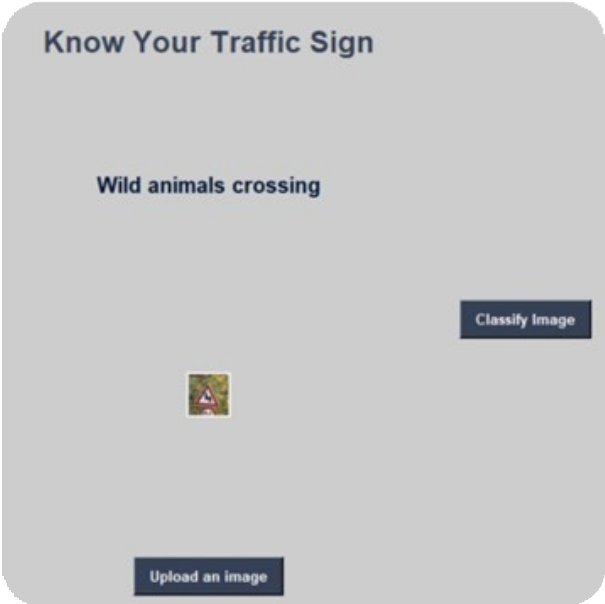 Know Your Traffic Sign
Wild animals crossing
Classify Image
Upload an image